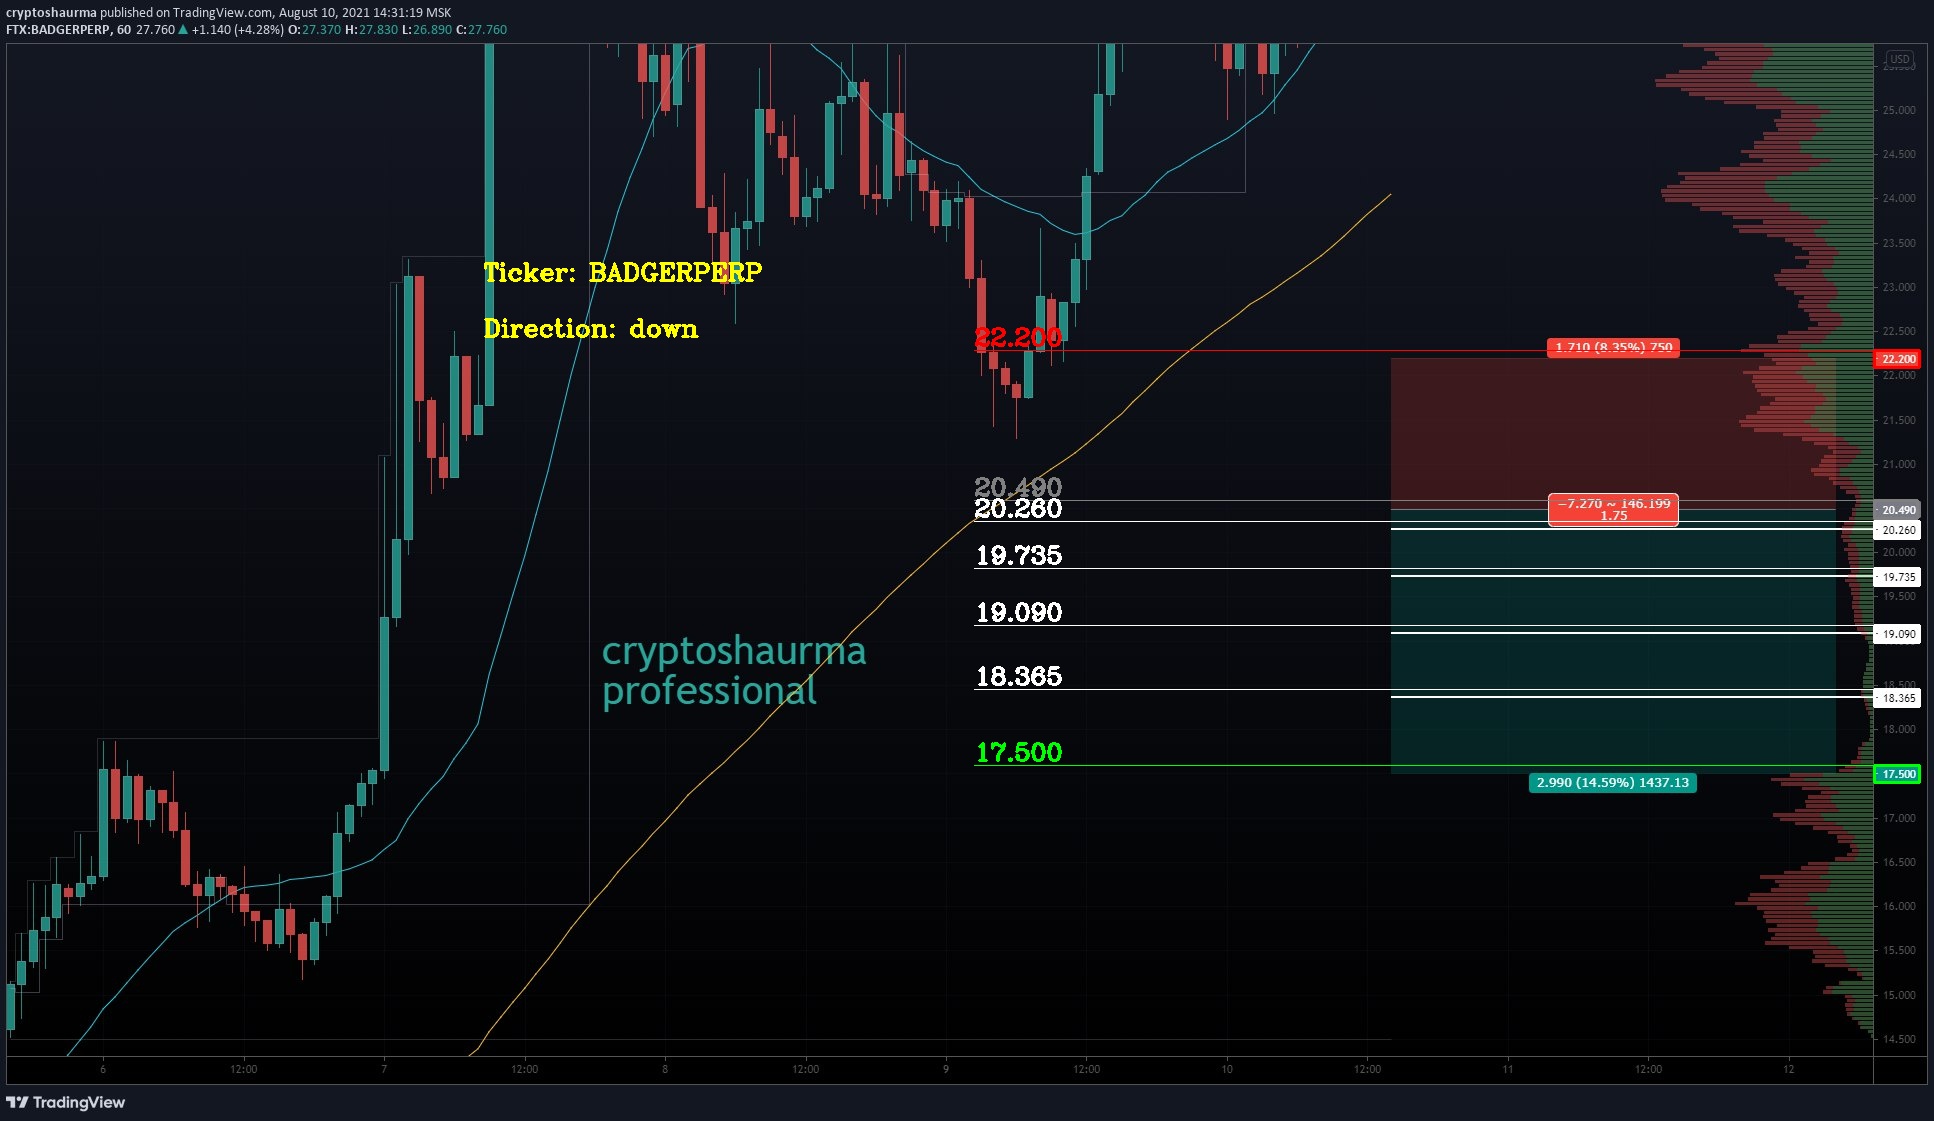 cryptoshaurma published on TradingView.com, August 10, 2021 14:31:19 MSK
FTX:BADGERPERP, 60 27.760 ▲ +1.140 (+4.28%) O:27.370 H:27.830 L:26.890 C:27.760
USD
25.000
24.500
24.000
23.500
23.000
Ticker: BADGERPERP
Direction: down
22.500
22.200
1.710 (8.35%) 750
22.200
22.000
21.500
21.000
20.490
20.260
−7.270 ~ 146.199
1.75
20.490
20.260
20.000
19.735
19.735
19.500
19.090
19.090
cryptoshaurma
professional
18.365
18.500
18.365
18.000
17.500
17.500
2.990 (14.59%) 1437.13
17.000
16.500
16.000
15.500
15.000
14.500
6 12:00 7 12:00 8 12:00 9 12:00 10 12:00 11 12:00 12
TradingView